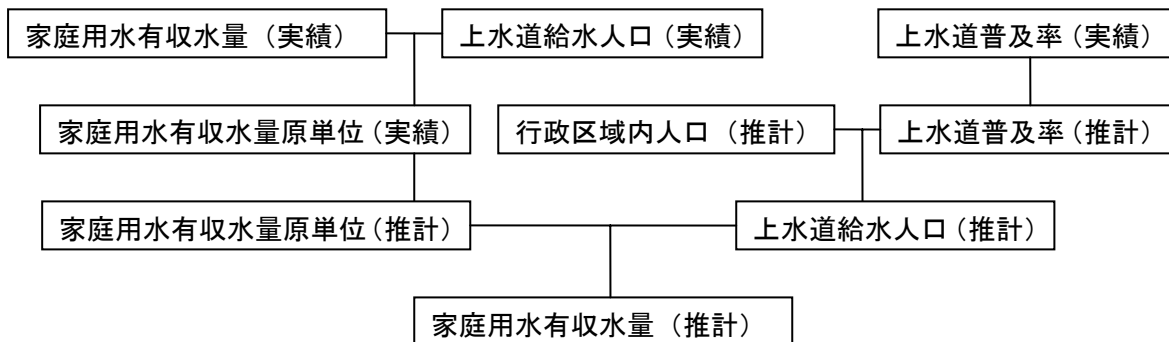 家庭用水有収水量（実績）
上水道給水人口（実績）
上水道普及率（実績）
家庭用水有収水量原単位（実績）
行政区域内人口（推計）
上水道普及率（推計）
家庭用水有収水量原単位（推計）
上水道給水人口（推計）
家庭用水有収水量（推計）